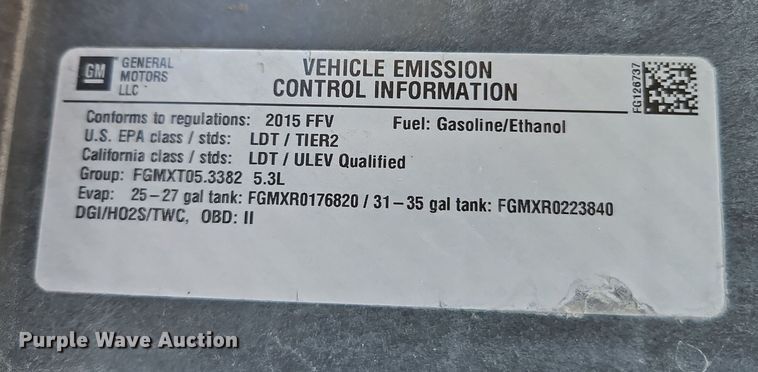 GM GENERAL
MOTORS
LLC
VEHICLE EMISSION
CONTROL INFORMATION
FG126737
Conforms to regulations: 2015 FFV Fuel: Gasoline/Ethanol
U.S. EPA class / stds: LDT / TIER2
California class / stds: LDT / ULEV Qualified
Group: FGMXT05.3382 5.3L
Evap: 25-27 gal tank: FGMXR0176820 / 31-35 gal tank: FGMXR0223840
DGI/HO2S/TWC, OBD: II
Purple Wave Auction